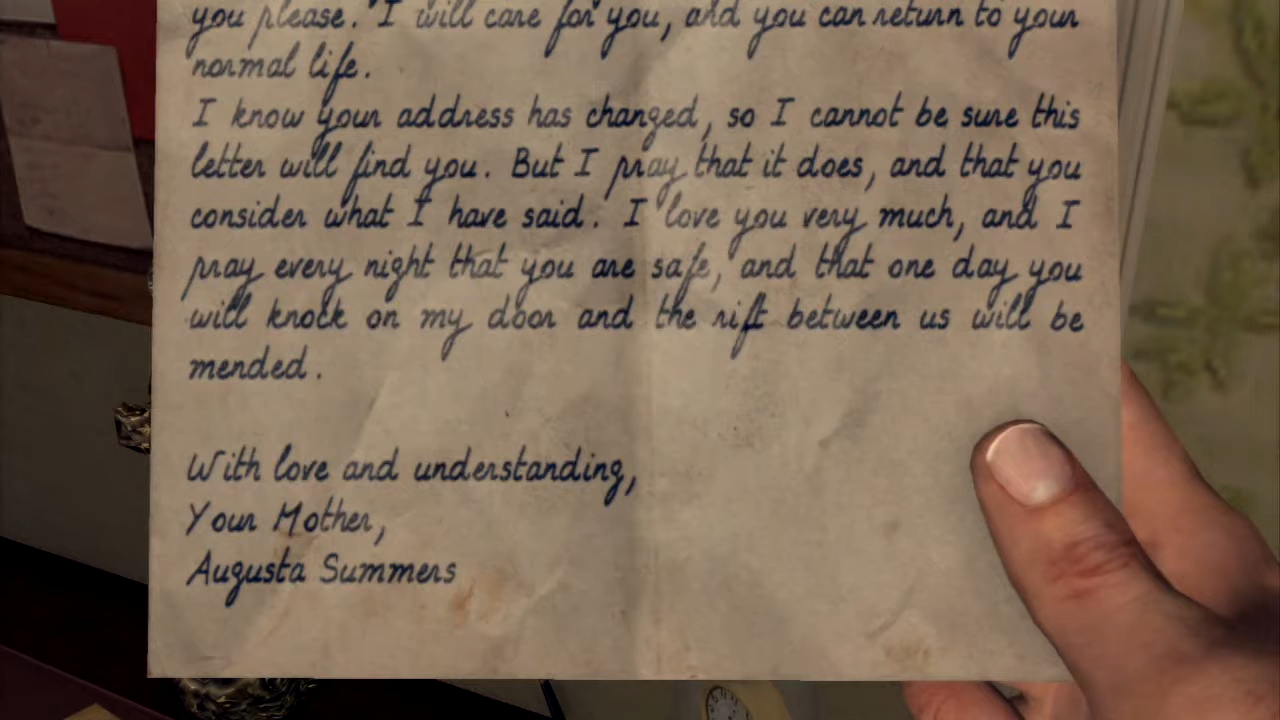 you please. I will care for you, and you can return to your
normal life.
I know your address has changed, so I cannot be sure this
letter will find you. But I pray that it does, and that you
consider what I have said. I love you very much, and I
pray every night that you are safe, and that one day you
will knock on my door and the rift between us will be
mended.
With love and understanding,
Your Mother,
Augusta Summers